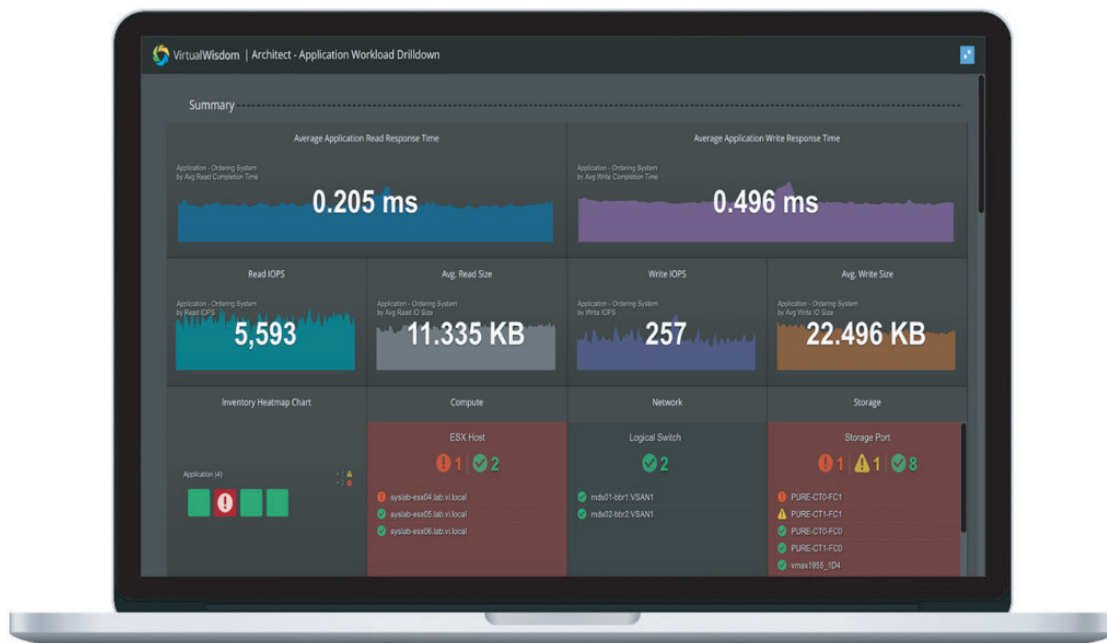 VirtualWisdom | Architect - Application Workload Drilldown
Summary
Average Application Read Response Time
Application - Ordering System
by Avg Read Completion Time
0.205 ms
Average Application Write Response Time
Application - Ordering System
by Avg Write Completion Time
0.496 ms
Read IOPS
Application - Ordering System
by Read IOPS
5,593
Avg. Read Size
Application - Ordering System
by Avg Read IO Size
11.335 KB
Write IOPS
Application - Ordering System
by Write IOPS
257
Avg. Write Size
Application - Ordering System
by Avg Write IO Size
22.496 KB
Inventory Heatmap Chart
Application (4)
Compute
ESX Host
1 | 2
syslab-esx04.lab.vi.local
syslab-esx05.lab.vi.local
syslab-esx06.lab.vi.local
Network
Logical Switch
2
mds01-bbr1:VSAN1
mds02-bbr2:VSAN1
Storage
Storage Port
1 | 1 | 8
PURE-CT0-FC1
PURE-CT1-FC1
PURE-CT0-FC0
PURE-CT1-FC0
vmax1955_1D4